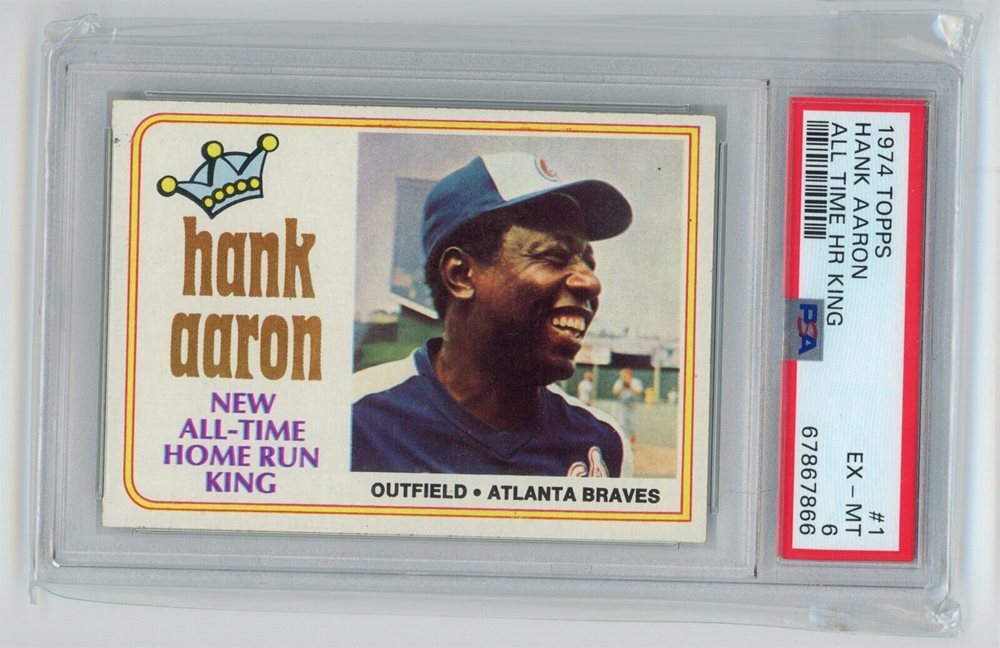 hank
aaron
NEW
ALL-TIME
HOME RUN
KING
OUTFIELD • ATLANTA BRAVES
1974 TOPPS #1
HANK AARON EX – MT
ALL TIME HR KING 6
PSA 67867866